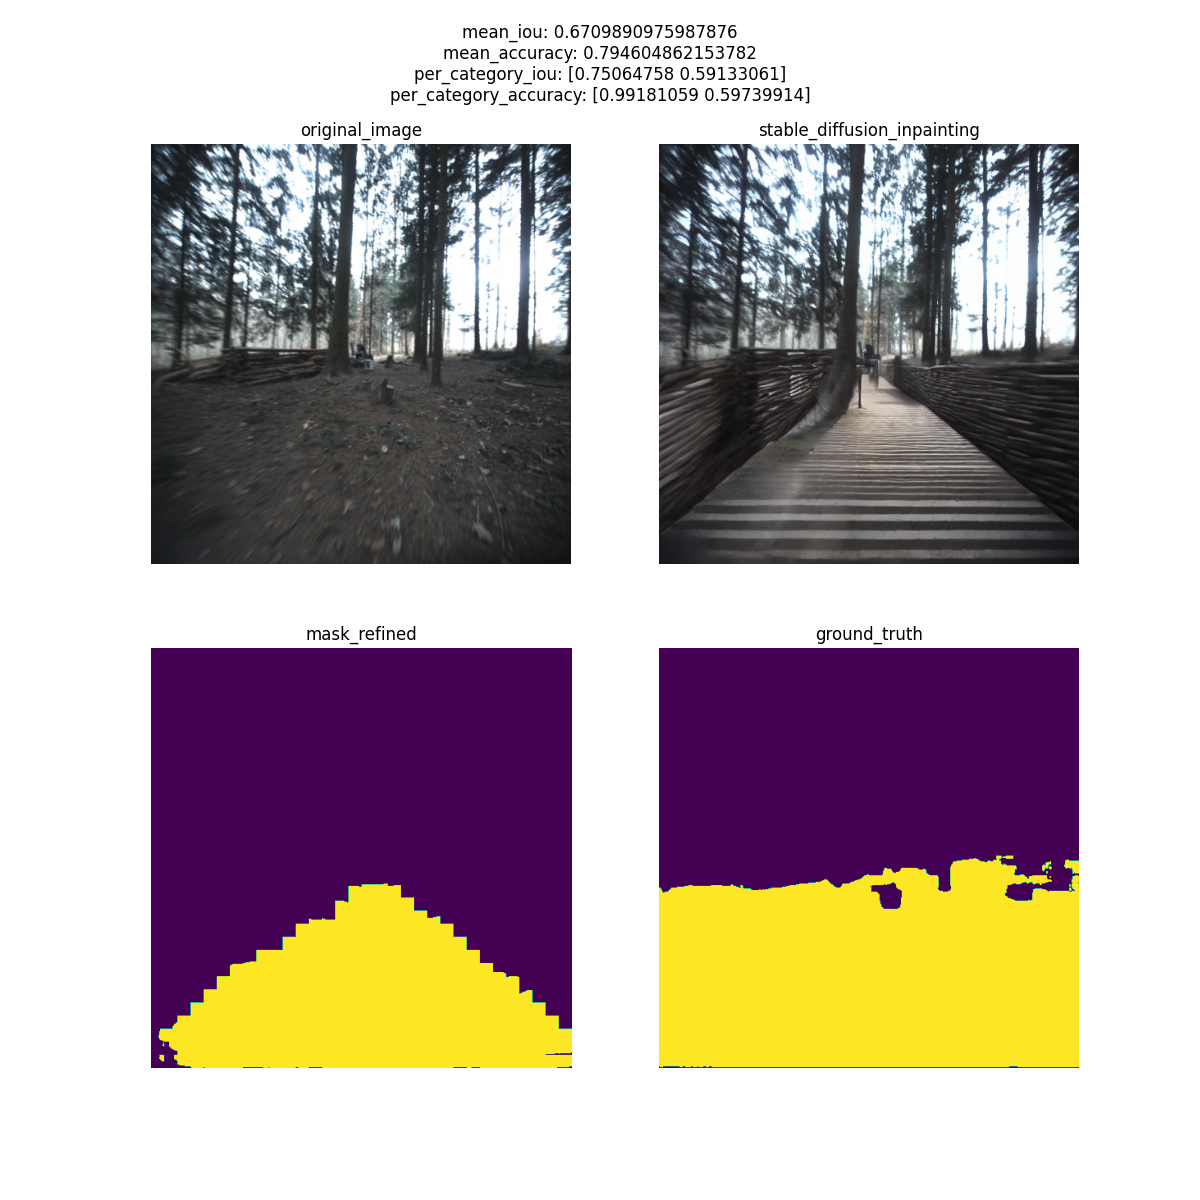 mean_iou: 0.6709890975987876
mean_accuracy: 0.794604862153782
per_category_iou: [0.75064758 0.59133061]
per_category_accuracy: [0.99181059 0.59739914]
original_image
stable_diffusion_inpainting
mask_refined
ground_truth